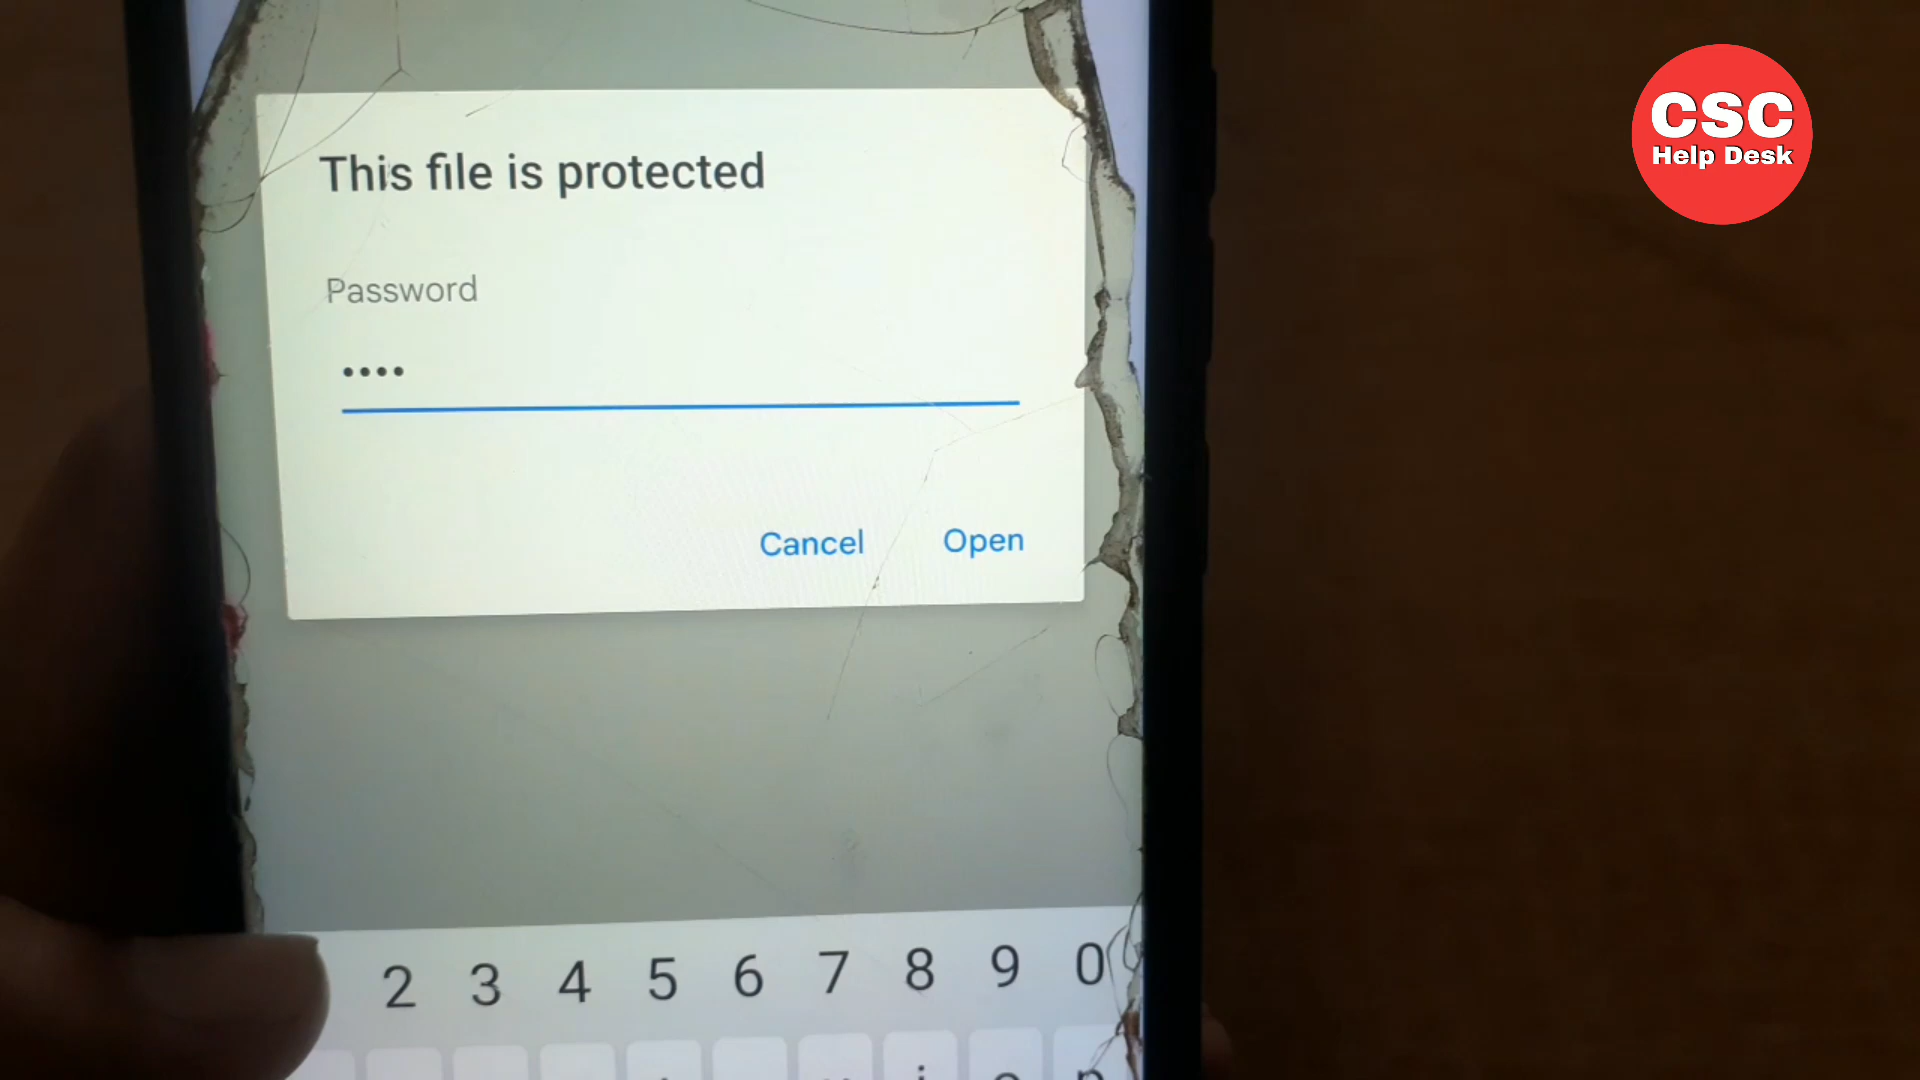 CSC
Help Desk
This file is protected
Password
••••
Cancel Open
2 3 4 5 6 7 8 9 0